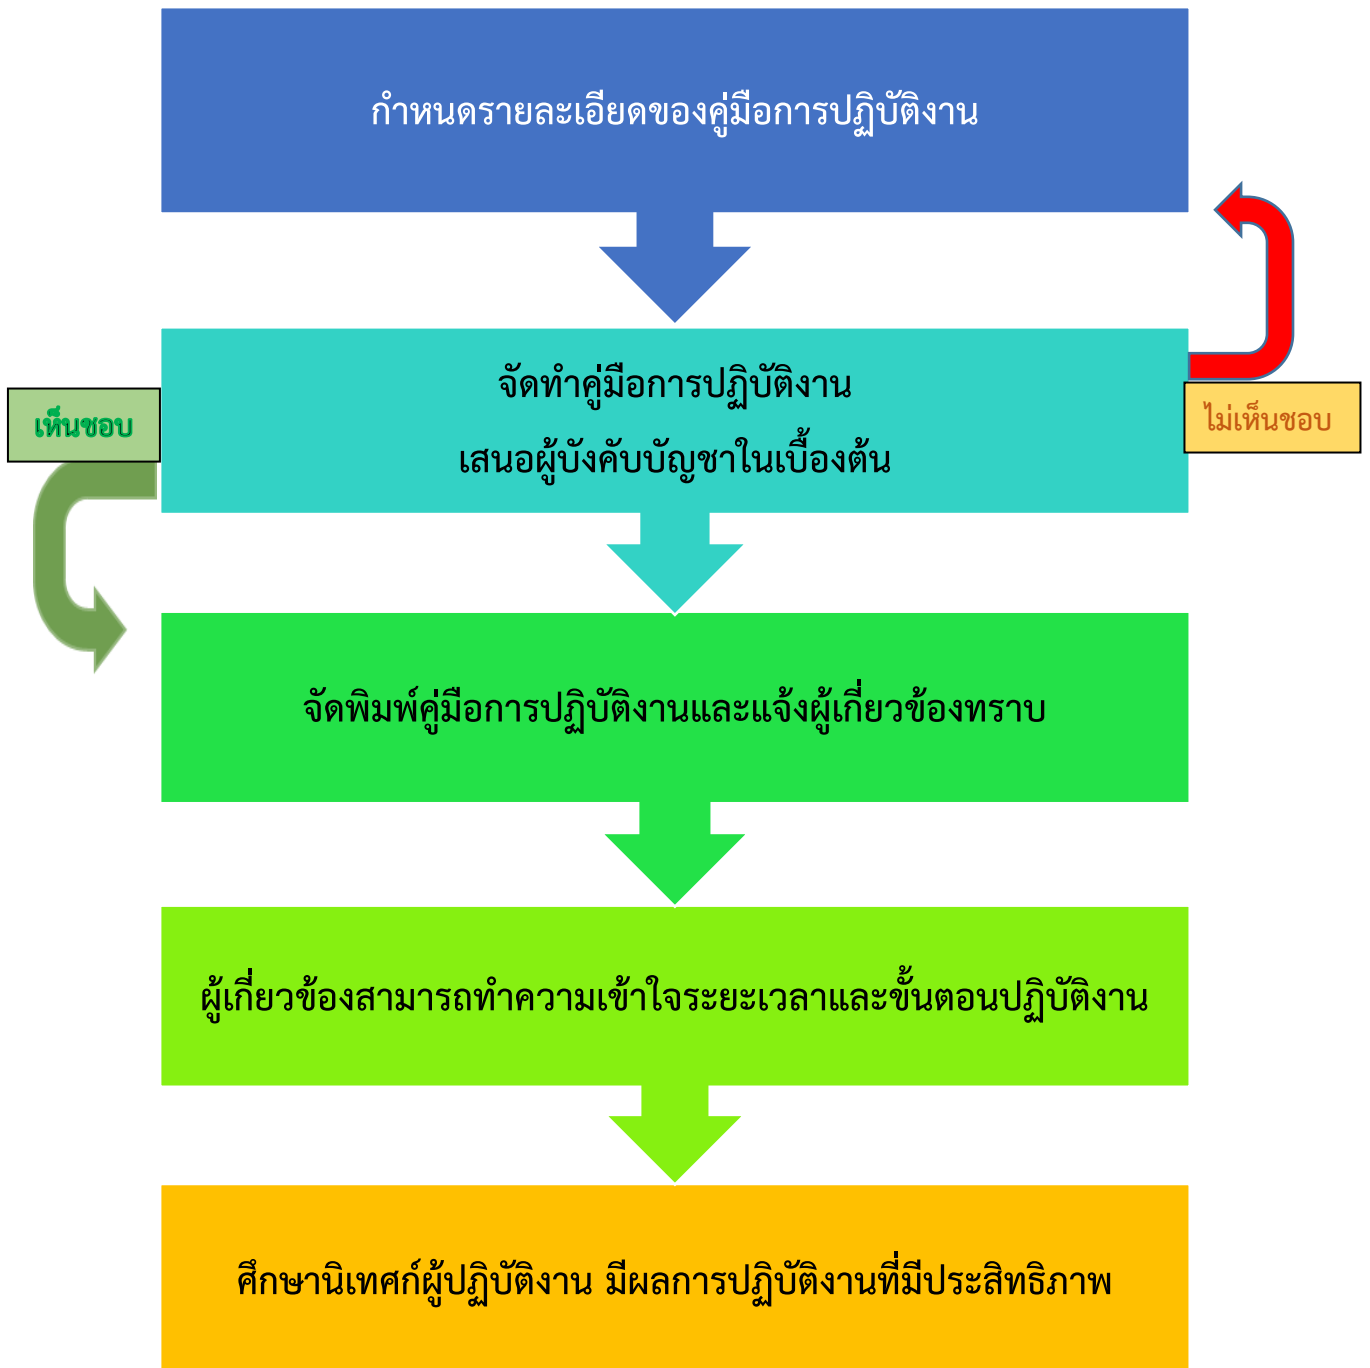 กำหนดรายละเอียดของคู่มือการปฏิบัติงาน
จัดทำคู่มือการปฏิบัติงาน
เสนอผู้บังคับบัญชาในเบื้องต้น
เห็นชอบ
ไม่เห็นชอบ
จัดพิมพ์คู่มือการปฏิบัติงานและแจ้งผู้เกี่ยวข้องทราบ
ผู้เกี่ยวข้องสามารถทำความเข้าใจระยะเวลาและขั้นตอนปฏิบัติงาน
ศึกษานิเทศก์ผู้ปฏิบัติงาน มีผลการปฏิบัติงานที่มีประสิทธิภาพ